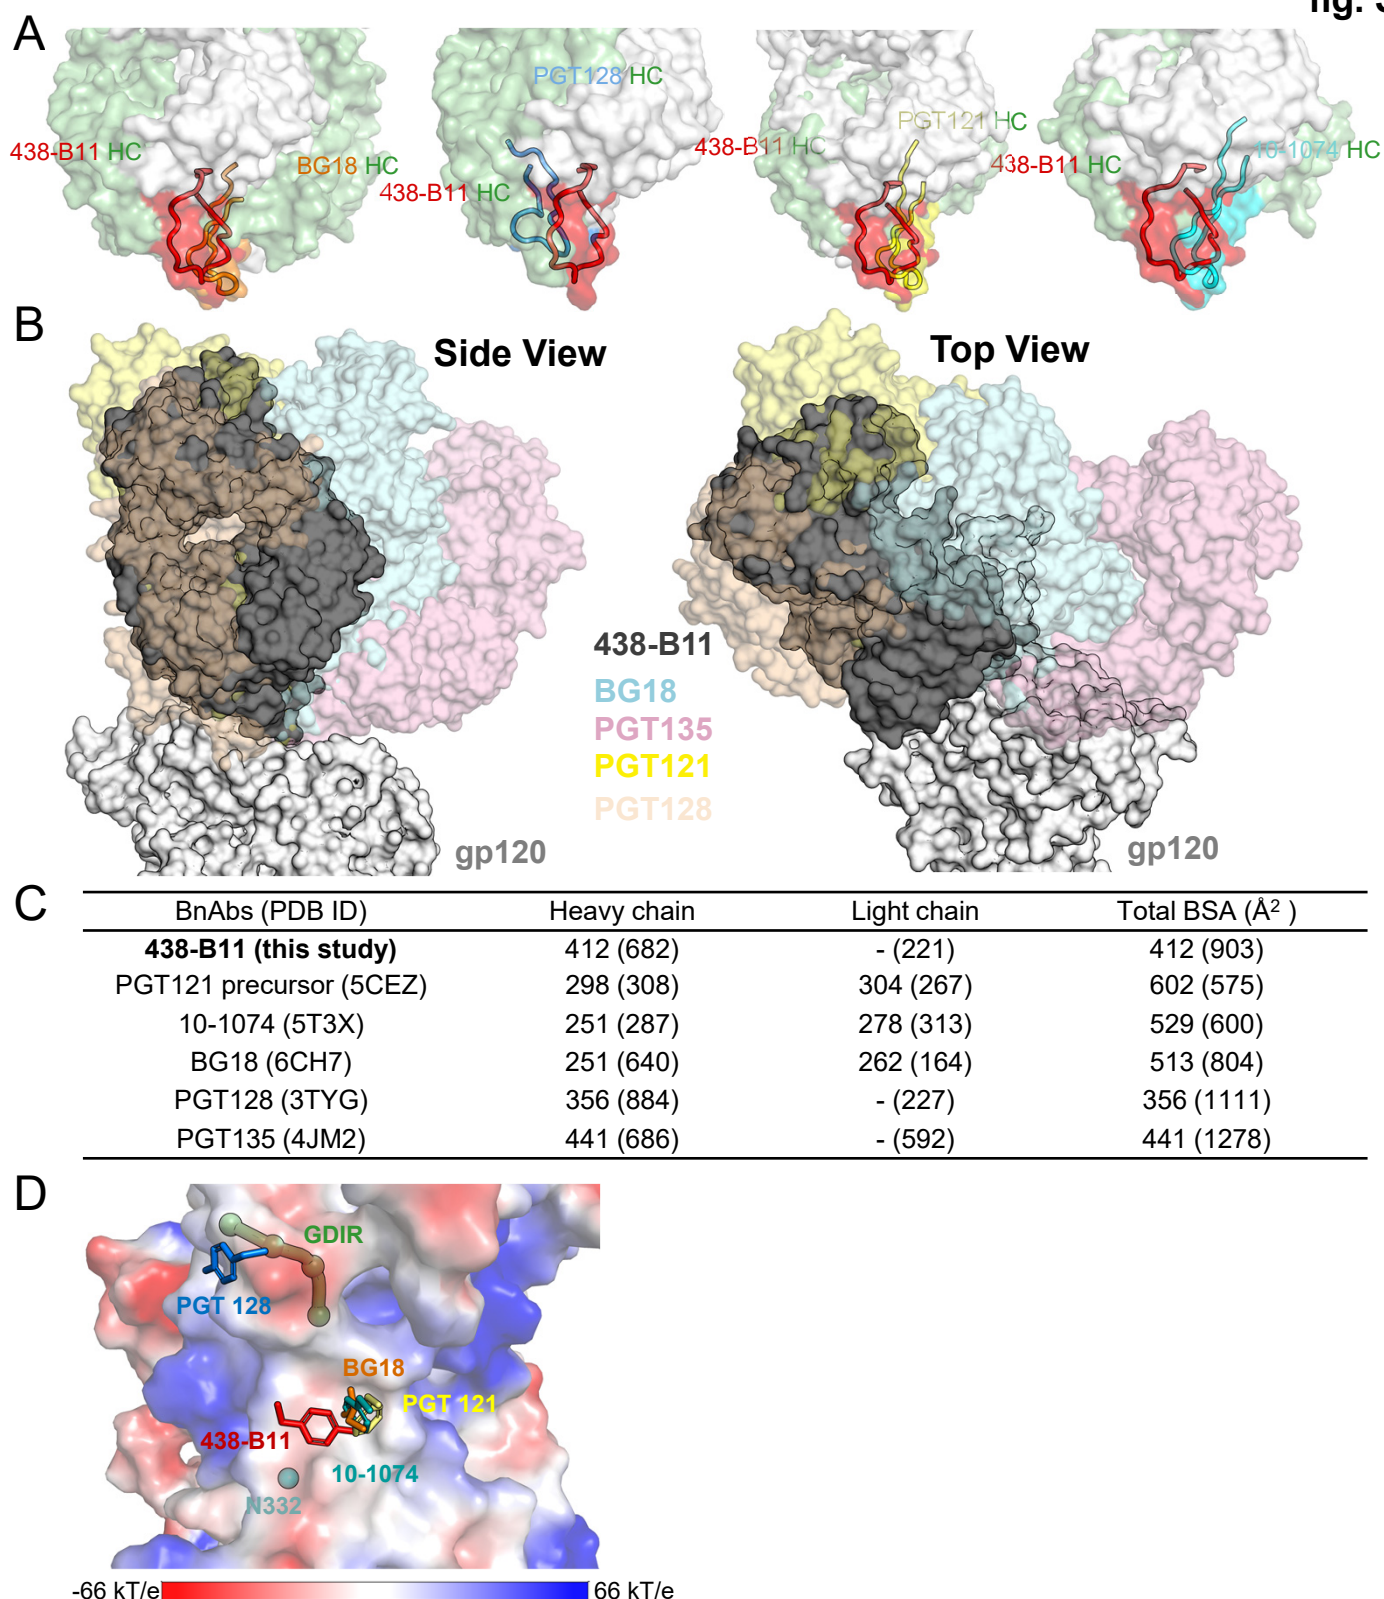 A
PGT128 HC
PGT121 HC
438-B11 HC
BG18 HC
438-B11 HC
438-B11 HC
438-B11 HC
10-1074 HC
B
Side View
Top View
438-B11
BG18
PGT135
PGT121
PGT128
gp120
gp120
C
BnAbs (PDB ID) Heavy chain Light chain Total BSA (Å² )
438-B11 (this study) 412 (682) - (221) 412 (903)
PGT121 precursor (5CEZ) 298 (308) 304 (267) 602 (575)
10-1074 (5T3X) 251 (287) 278 (313) 529 (600)
BG18 (6CH7) 251 (640) 262 (164) 513 (804)
PGT128 (3TYG) 356 (884) - (227) 356 (1111)
PGT135 (4JM2) 441 (686) - (592) 441 (1278)
D
GDIR
PGT 128
BG18
PGT 121
438-B11
10-1074
N332
-66 kT/e 66 kT/e